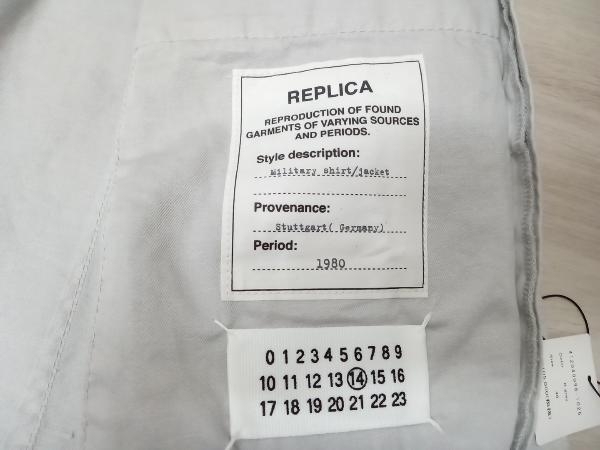 REPLICA
REPRODUCTION OF FOUND
GARMENTS OF VARYING SOURCES
AND PERIODS.
Style description:
Military shirt/jacket
Provenance:
Stuttgart( Germany)
Period:
1980
0 1 2 3 4 5 6 7 8 9
10 11 12 13 14 15 16
17 18 19 20 21 22 23